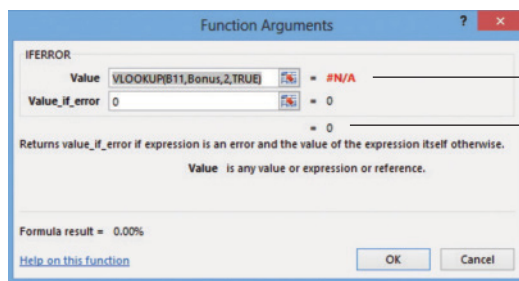 Function Arguments ? ×
IFERROR
Value VLOOKUP(B11,Bonus,2,TRUE) = #N/A
Value_if_error 0 = 0
= 0
Returns value_if_error if expression is an error and the value of the expression itself otherwise.
Value is any value or expression or reference.
Formula result = 0.00%
Help on this function OK Cancel